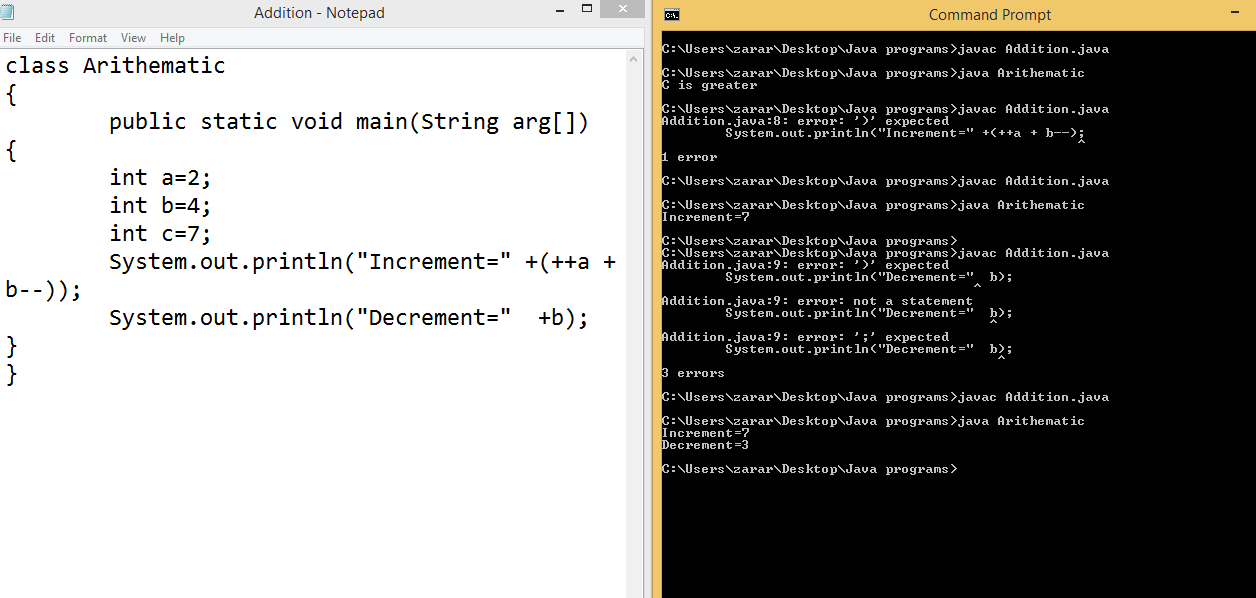 Addition - Notepad
File Edit Format View Help
class Arithematic
{
public static void main(String arg[])
{
int a=2;
int b=4;
int c=7;
System.out.println("Increment=" +(++a +
b--));
System.out.println("Decrement="  +b);
}
}
Command Prompt
C:\Users\zarar\Desktop\Java programs>javac Addition.java
C:\Users\zarar\Desktop\Java programs>java Arithematic
C is greater
C:\Users\zarar\Desktop\Java programs>javac Addition.java
Addition.java:8: error: ')' expected
System.out.println("Increment=" +(++a + b--);
^
1 error
C:\Users\zarar\Desktop\Java programs>javac Addition.java
C:\Users\zarar\Desktop\Java programs>java Arithematic
Increment=7
C:\Users\zarar\Desktop\Java programs>
C:\Users\zarar\Desktop\Java programs>javac Addition.java
Addition.java:9: error: ')' expected
System.out.println("Decrement="  b);
^
Addition.java:9: error: not a statement
System.out.println("Decrement="  b);
^
Addition.java:9: error: ';' expected
System.out.println("Decrement="  b);
^
3 errors
C:\Users\zarar\Desktop\Java programs>javac Addition.java
C:\Users\zarar\Desktop\Java programs>java Arithematic
Increment=7
Decrement=3
C:\Users\zarar\Desktop\Java programs>